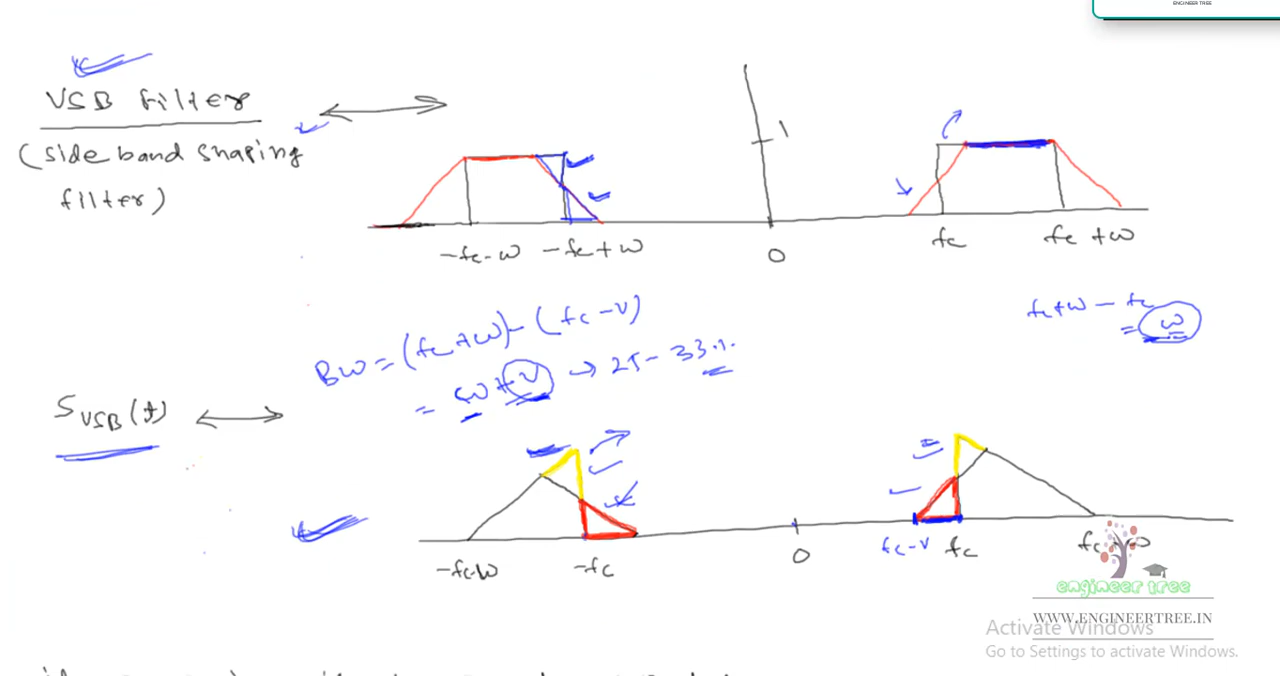 ENGINEER TREE
VSB filter
(side band shaping
filter)
1
-fc-w -fc+w
0
fc fc+w
BW = (fc+w)-(fc-v)
= w+v → 25-33%
fc+w-fc
= w
SVSB(t)
-fc-w -fc 0 fc-v fc fc+w
engineer tree
WWW.ENGINEERTREE.IN
Activate Windows
Go to Settings to activate Windows.